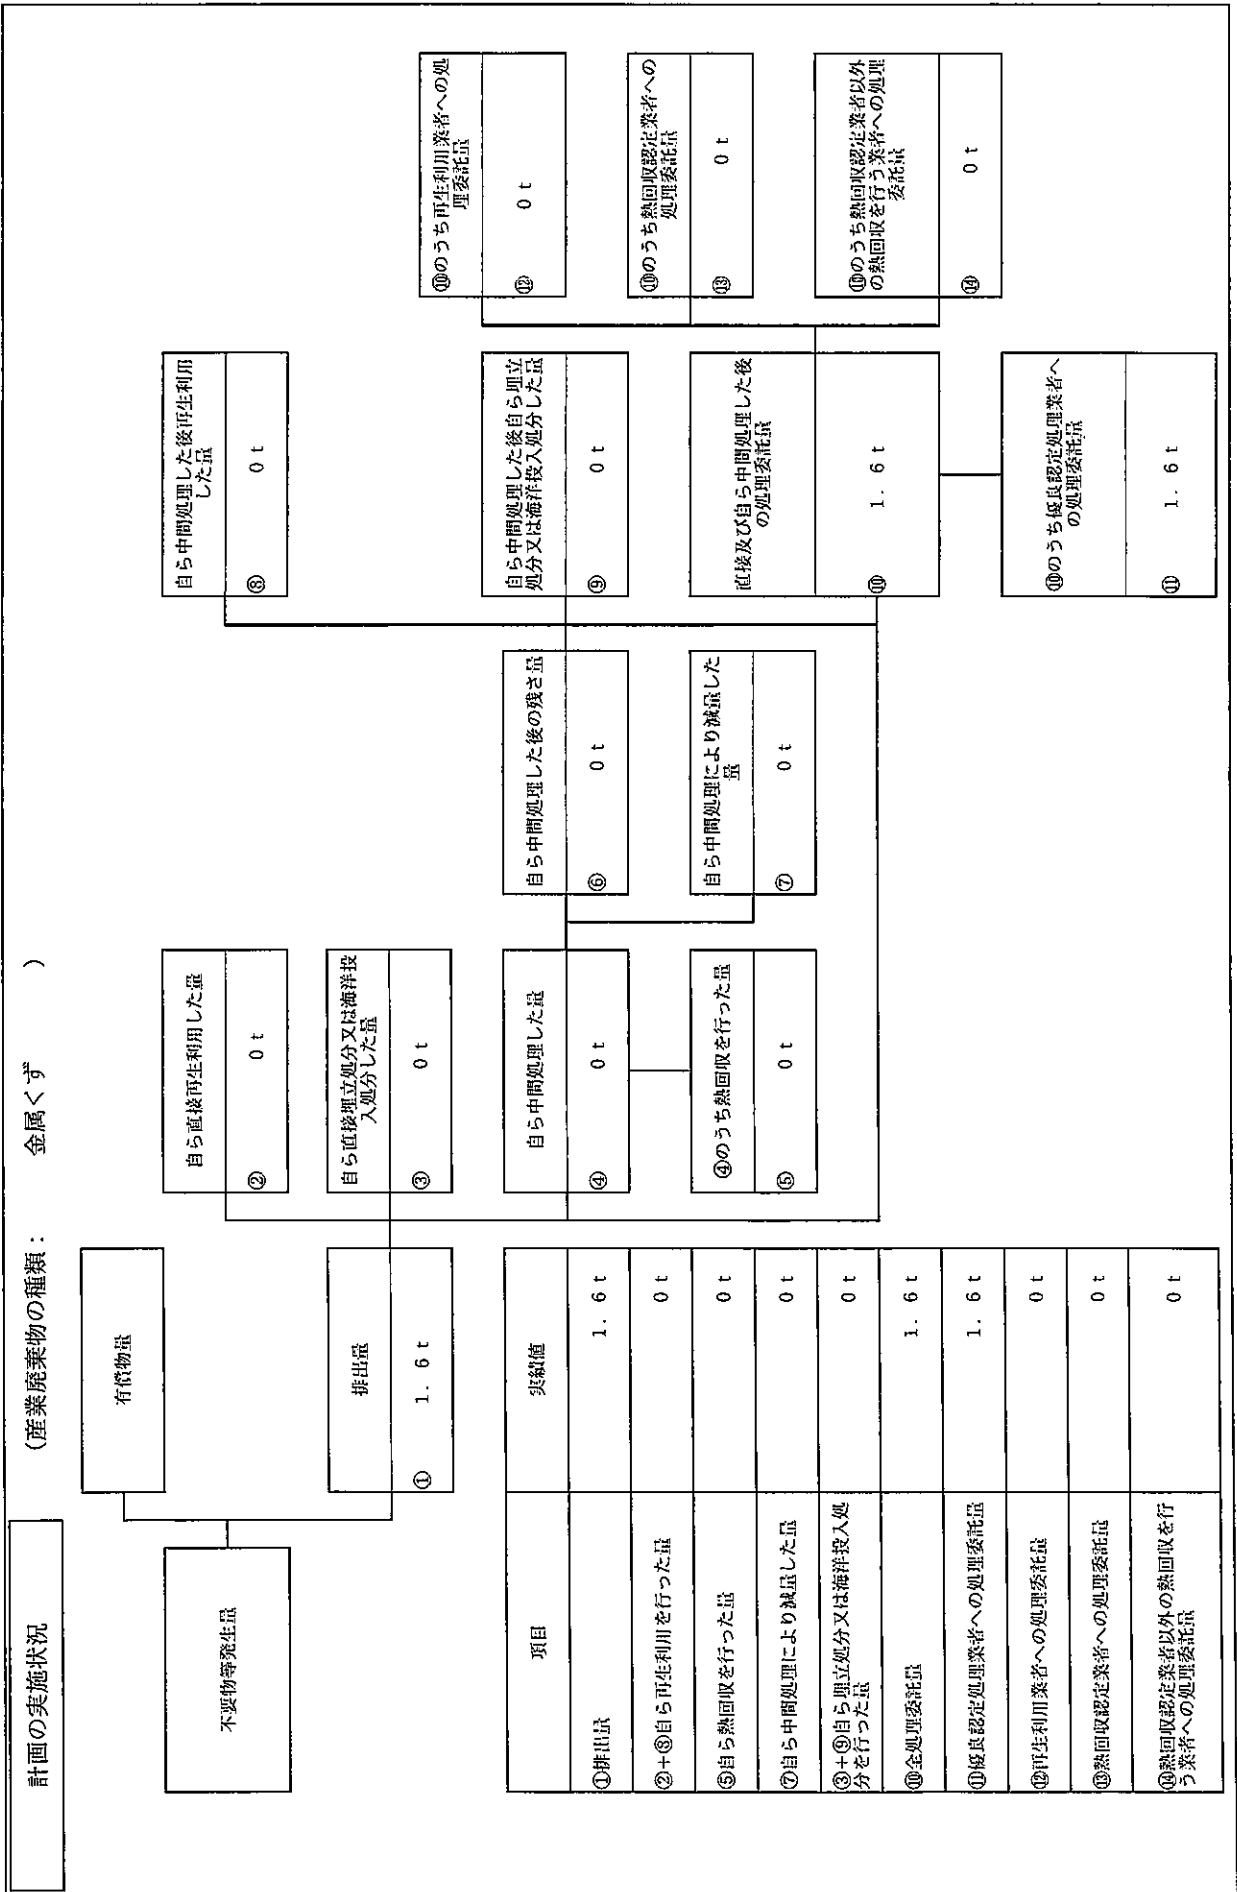 計画の実施状況
(産業廃棄物の種類： 金属くず )
不要物等発生量
有償物量
排出量
① 1. 6 t
自ら直接再生利用した量
② 0 t
自ら直接埋立処分又は海洋投
入処分した量
③ 0 t
自ら中間処理した量
④ 0 t
④のうち熱回収を行った量
⑤ 0 t
自ら中間処理した後の残さ量
⑥ 0 t
自ら中間処理により減量した
量
⑦ 0 t
自ら中間処理した後再生利用
した量
⑧ 0 t
自ら中間処理した後自ら埋立
処分又は海洋投入処分した量
⑨ 0 t
直接及び自ら中間処理した後
の処理委託量
⑩ 1. 6 t
⑩のうち優良認定処理業者へ
の処理委託量
⑪ 1. 6 t
⑩のうち再生利用業者への処
理委託量
⑫ 0 t
⑩のうち熱回収認定業者への
処理委託量
⑬ 0 t
⑩のうち熱回収認定業者以外
の熱回収を行う業者への処理
委託量
⑭ 0 t
項目 実績値
①排出量 1. 6 t
②＋⑧自ら再生利用を行った量 0 t
⑤自ら熱回収を行った量 0 t
⑦自ら中間処理により減量した量 0 t
③＋⑨自ら埋立処分又は海洋投入処
分を行った量 0 t
⑩全処理委託量 1. 6 t
⑪優良認定処理業者への処理委託量 1. 6 t
⑫再生利用業者への処理委託量 0 t
⑬熱回収認定業者への処理委託量 0 t
⑭熱回収認定業者以外の熱回収を行
う業者への処理委託量 0 t